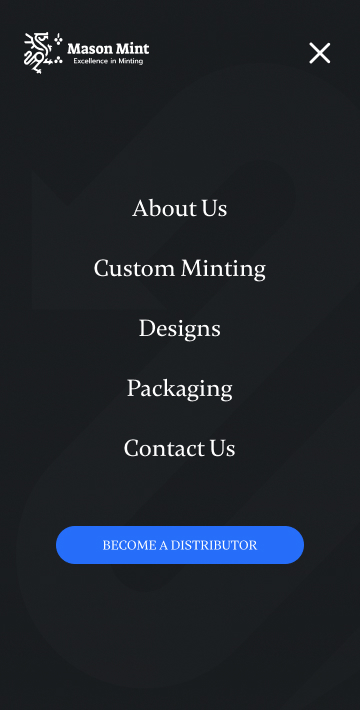 Mason Mint
Excellence in Minting
About Us
Custom Minting
Designs
Packaging
Contact Us
BECOME A DISTRIBUTOR